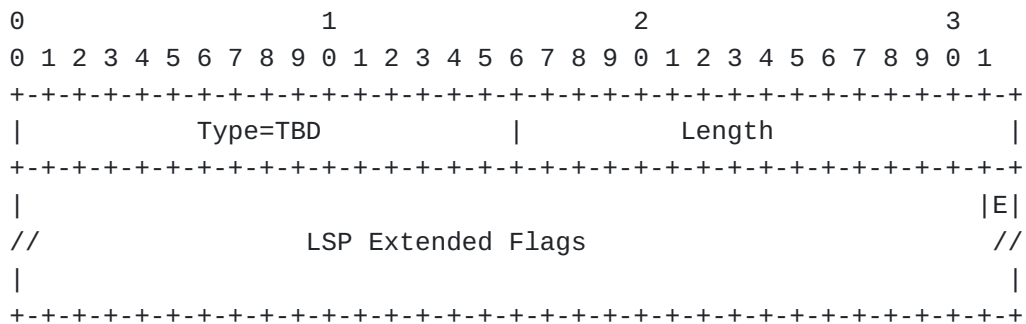 0                   1                   2                   3
0 1 2 3 4 5 6 7 8 9 0 1 2 3 4 5 6 7 8 9 0 1 2 3 4 5 6 7 8 9 0 1
+-+-+-+-+-+-+-+-+-+-+-+-+-+-+-+-+-+-+-+-+-+-+-+-+-+-+-+-+-+-+-+-+
|           Type=TBD            |          Length               |
+-+-+-+-+-+-+-+-+-+-+-+-+-+-+-+-+-+-+-+-+-+-+-+-+-+-+-+-+-+-+-+-+
|                                                             |E|
//                 LSP Extended Flags                          //
|                                                               |
+-+-+-+-+-+-+-+-+-+-+-+-+-+-+-+-+-+-+-+-+-+-+-+-+-+-+-+-+-+-+-+-+